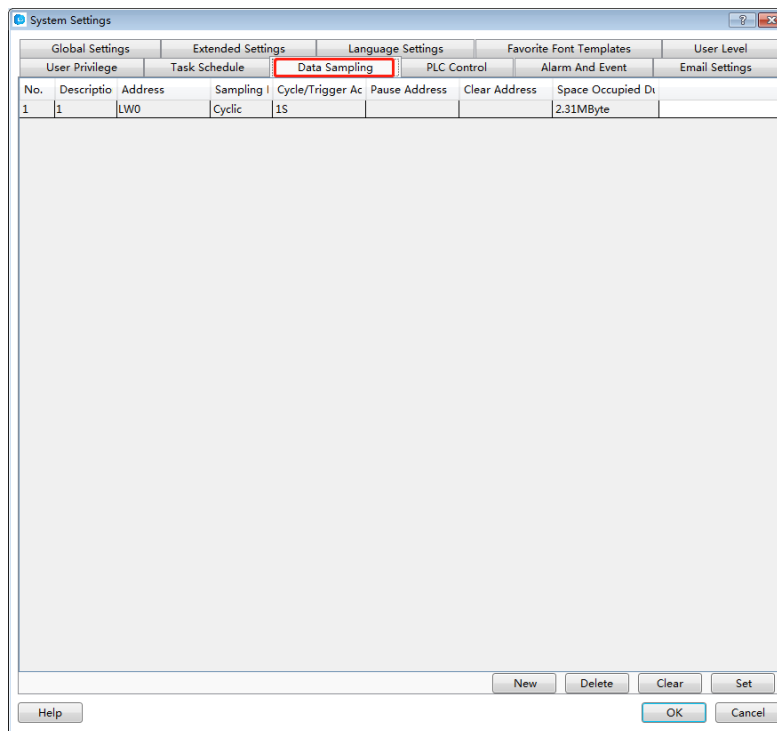 System Settings
Global Settings Extended Settings Language Settings Favorite Font Templates User Level
User Privilege Task Schedule Data Sampling PLC Control Alarm And Event Email Settings
No. Descriptio Address Sampling I Cycle/Trigger Ac Pause Address Clear Address Space Occupied Du
1 1 LW0 Cyclic 1S 2.31MByte
New Delete Clear Set
Help OK Cancel